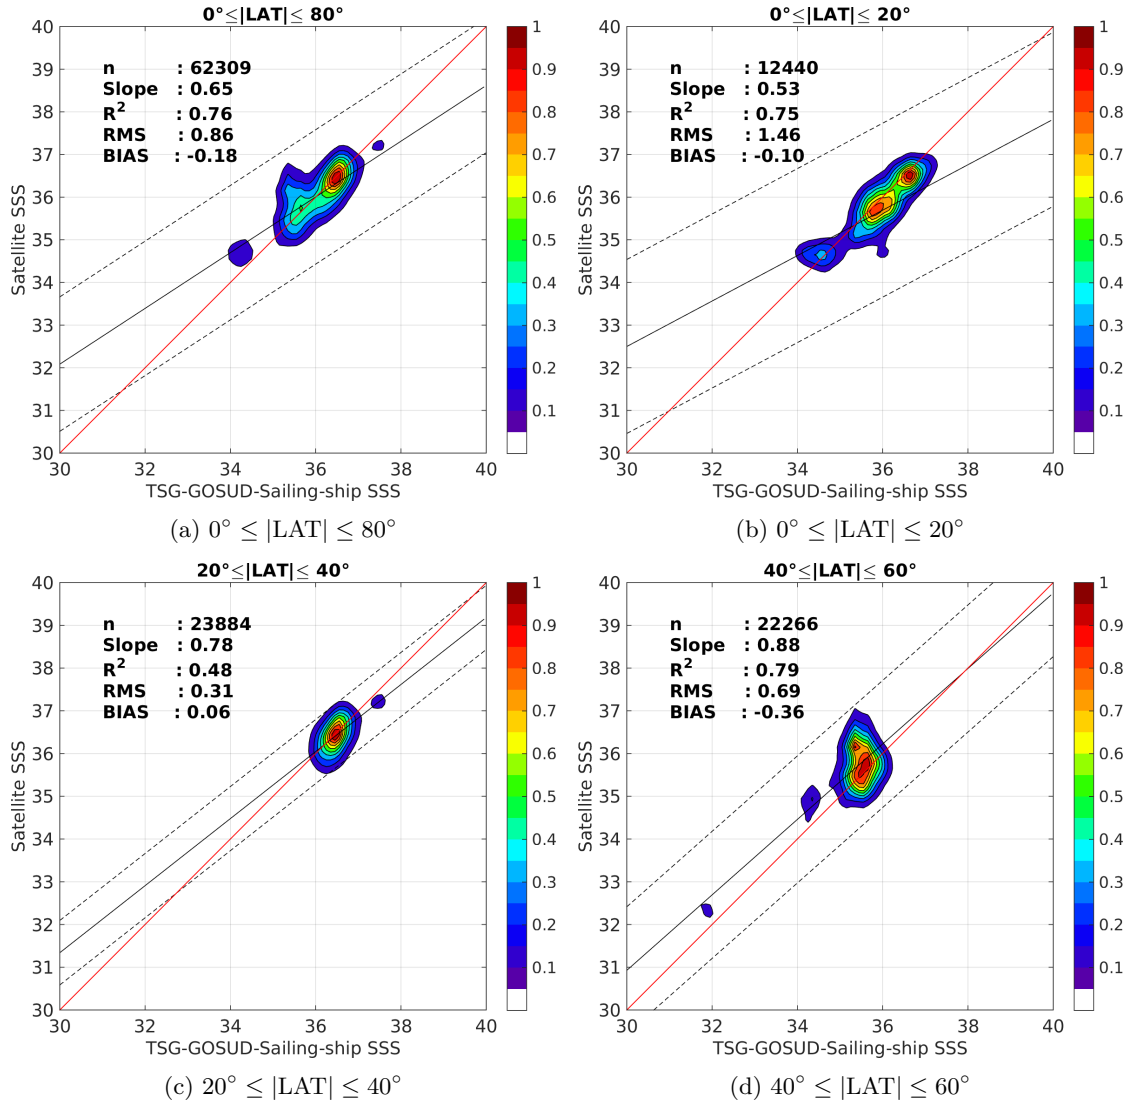 0°≤|LAT|≤ 80°
40
39
38
37
36
35
34
33
32
31
30
Satellite SSS
n : 62309
Slope : 0.65
R² : 0.76
RMS : 0.86
BIAS : -0.18
30 32 34 36 38 40
TSG-GOSUD-Sailing-ship SSS
1
0.9
0.8
0.7
0.6
0.5
0.4
0.3
0.2
0.1
(a) 0° ≤ |LAT| ≤ 80°
0°≤|LAT|≤ 20°
40
39
38
37
36
35
34
33
32
31
30
Satellite SSS
n : 12440
Slope : 0.53
R² : 0.75
RMS : 1.46
BIAS : -0.10
30 32 34 36 38 40
TSG-GOSUD-Sailing-ship SSS
1
0.9
0.8
0.7
0.6
0.5
0.4
0.3
0.2
0.1
(b) 0° ≤ |LAT| ≤ 20°
20°≤|LAT|≤ 40°
40
39
38
37
36
35
34
33
32
31
30
Satellite SSS
n : 23884
Slope : 0.78
R² : 0.48
RMS : 0.31
BIAS : 0.06
30 32 34 36 38 40
TSG-GOSUD-Sailing-ship SSS
1
0.9
0.8
0.7
0.6
0.5
0.4
0.3
0.2
0.1
(c) 20° ≤ |LAT| ≤ 40°
40°≤|LAT|≤ 60°
40
39
38
37
36
35
34
33
32
31
30
Satellite SSS
n : 22266
Slope : 0.88
R² : 0.79
RMS : 0.69
BIAS : -0.36
30 32 34 36 38 40
TSG-GOSUD-Sailing-ship SSS
1
0.9
0.8
0.7
0.6
0.5
0.4
0.3
0.2
0.1
(d) 40° ≤ |LAT| ≤ 60°